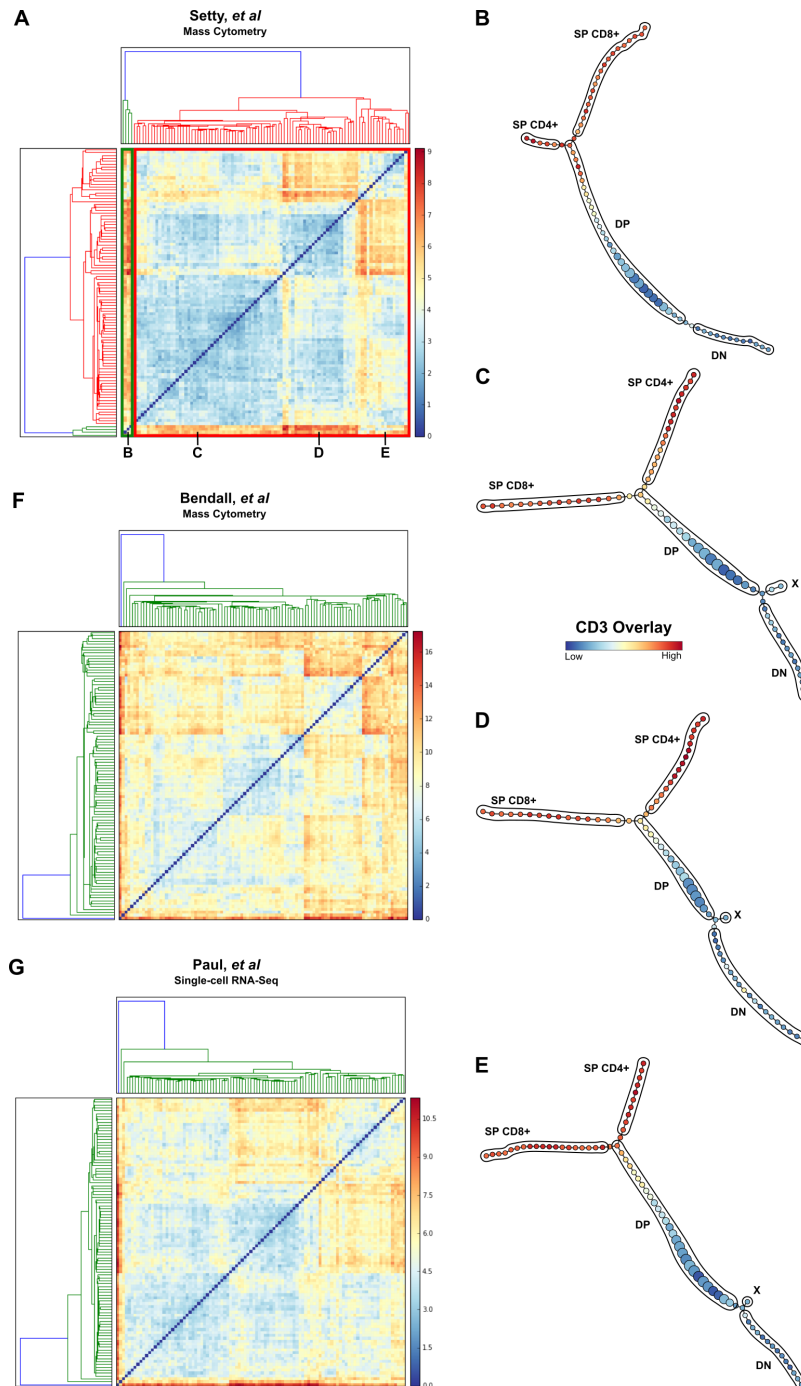 A
Setty, et al
Mass Cytometry
9
8
7
6
5
4
3
2
1
0
B
C
D
E
F
Bendall, et al
Mass Cytometry
16
14
12
10
8
6
4
2
0
G
Paul, et al
Single-cell RNA-Seq
10.5
9.0
7.5
6.0
4.5
3.0
1.5
0.0
B
SP CD8+
SP CD4+
DP
DN
C
SP CD4+
SP CD8+
DP
X
DN
CD3 Overlay
Low
High
D
SP CD4+
SP CD8+
DP
X
DN
E
SP CD4+
SP CD8+
DP
X
DN